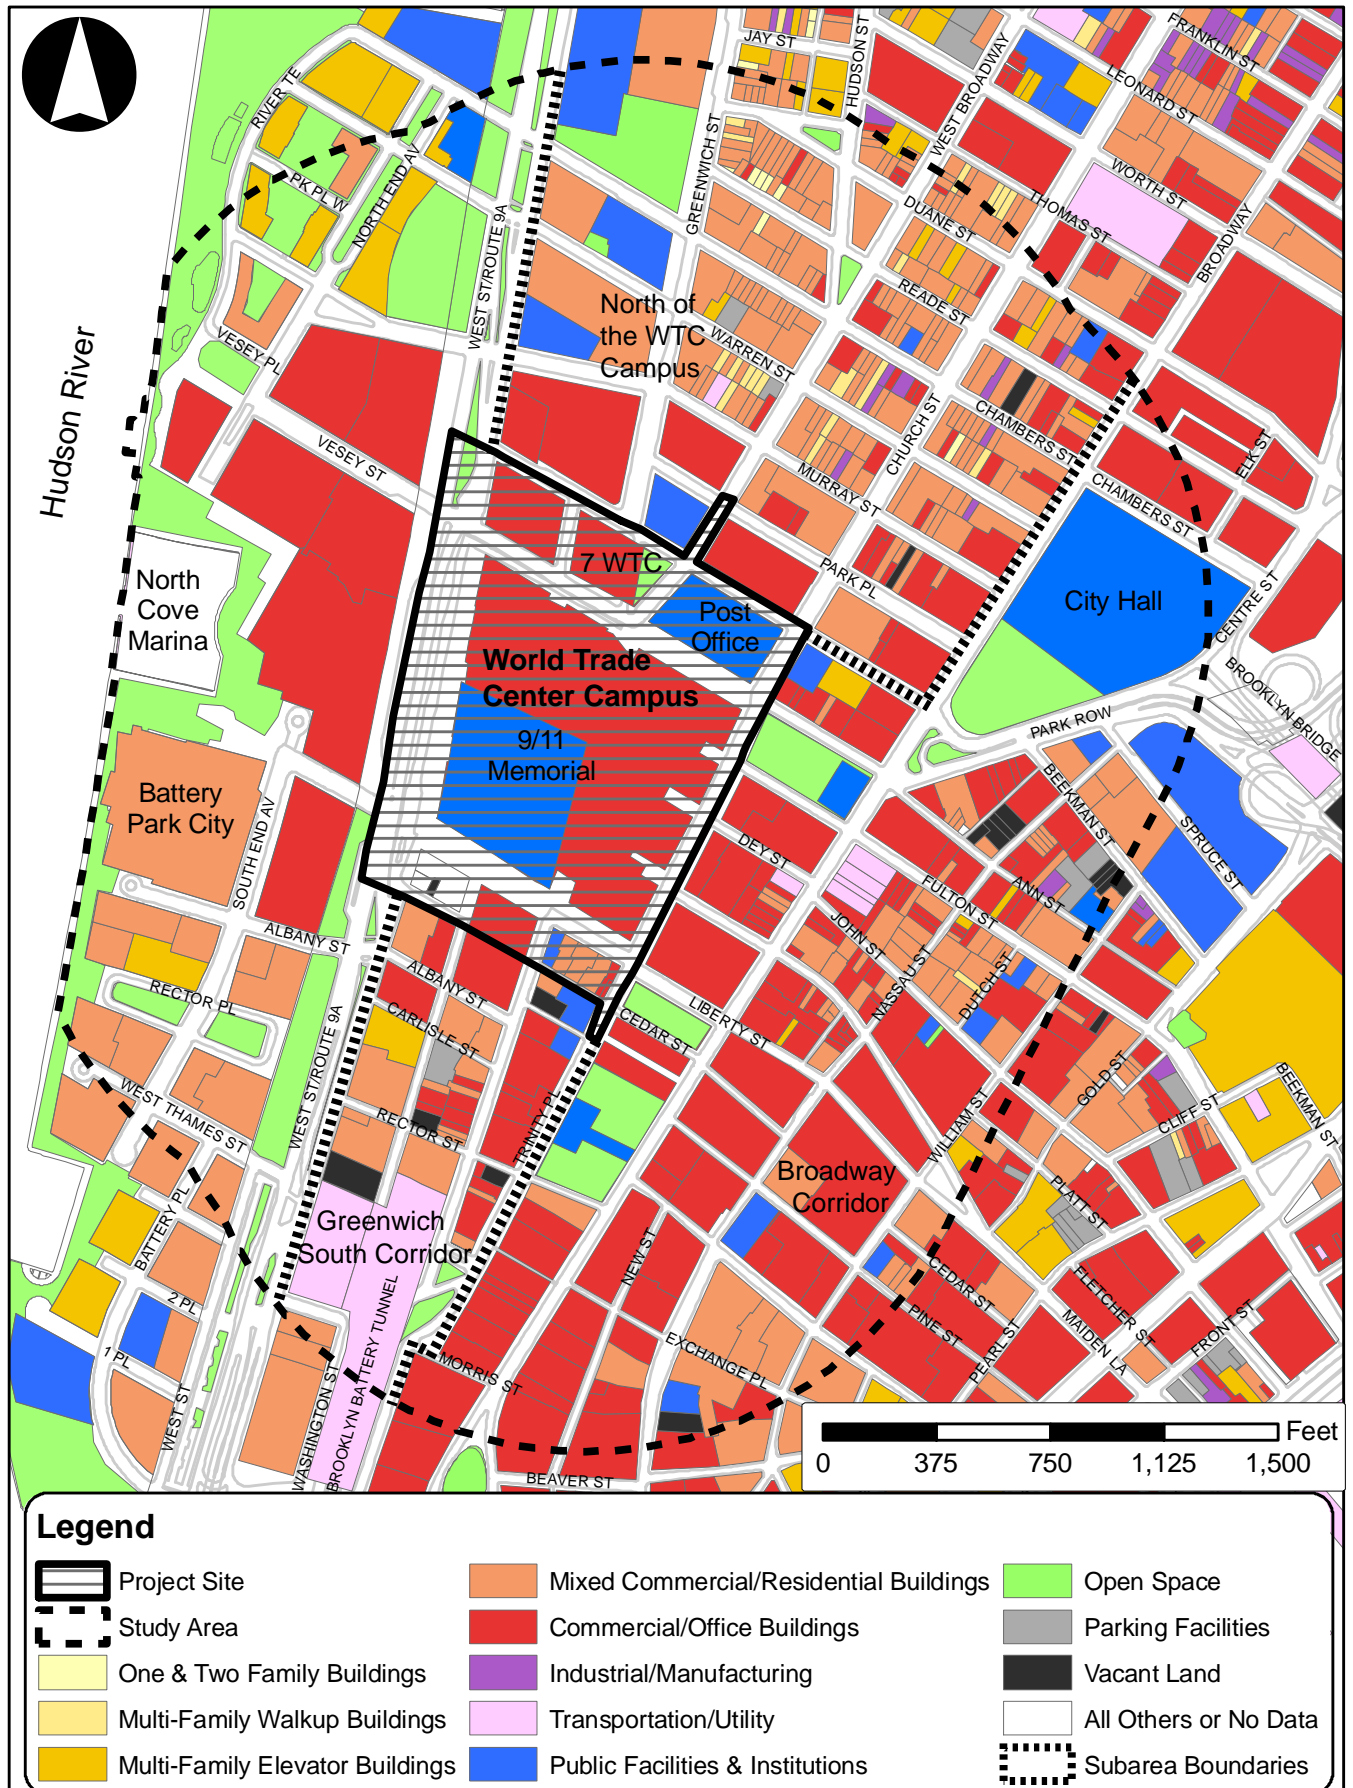 JAY ST
HUDSON ST
WEST BROADWAY
FRANKLIN ST
LEONARD ST
RIVER TE
WORTH ST
GREENWICH ST
NORTH END AV
PK PL W
THOMAS ST
DUANE ST
BROADWAY
WEST ST/ROUTE 9A
READE ST
North of
the WTC
Campus
WARREN ST
VESEY PL
Hudson River
CHURCH ST
CHAMBERS ST
ELK ST
VESEY ST
MURRAY ST
CHAMBERS ST
7 WTC
PARK PL
North
Cove
Marina
Post
Office
City Hall
CENTRE ST
World Trade
Center Campus
BROOKLYN BRIDGE
PARK ROW
9/11
Memorial
Battery
Park City
BEEKMAN ST
SPRUCE ST
SOUTH END AV
DEY ST
FULTON ST
ANN ST
JOHN ST
ALBANY ST
NASSAU ST
DUTCH ST
ALBANY ST
RECTOR PL
LIBERTY ST
CEDAR ST
CARLISLE ST
WEST ST/ROUTE 9A
GOLD ST
CLIFF ST
BEEKMAN ST
WEST THAMES ST
RECTOR ST
TRINITY PL
WILLIAM ST
Broadway
Corridor
PLATT ST
BATTERY PL
Greenwich
South Corridor
NEW ST
CEDAR ST
FLETCHER ST
2 PL
PINE ST
MAIDEN LA
FRONT ST
PEARL ST
1 PL
BROOKLYN BATTERY TUNNEL
EXCHANGE PL
MORRIS ST
WEST ST
WASHINGTON ST
BEAVER ST
Feet
0 375 750 1,125 1,500
Legend
Project Site
Study Area
One & Two Family Buildings
Multi-Family Walkup Buildings
Multi-Family Elevator Buildings
Mixed Commercial/Residential Buildings
Commercial/Office Buildings
Industrial/Manufacturing
Transportation/Utility
Public Facilities & Institutions
Open Space
Parking Facilities
Vacant Land
All Others or No Data
Subarea Boundaries